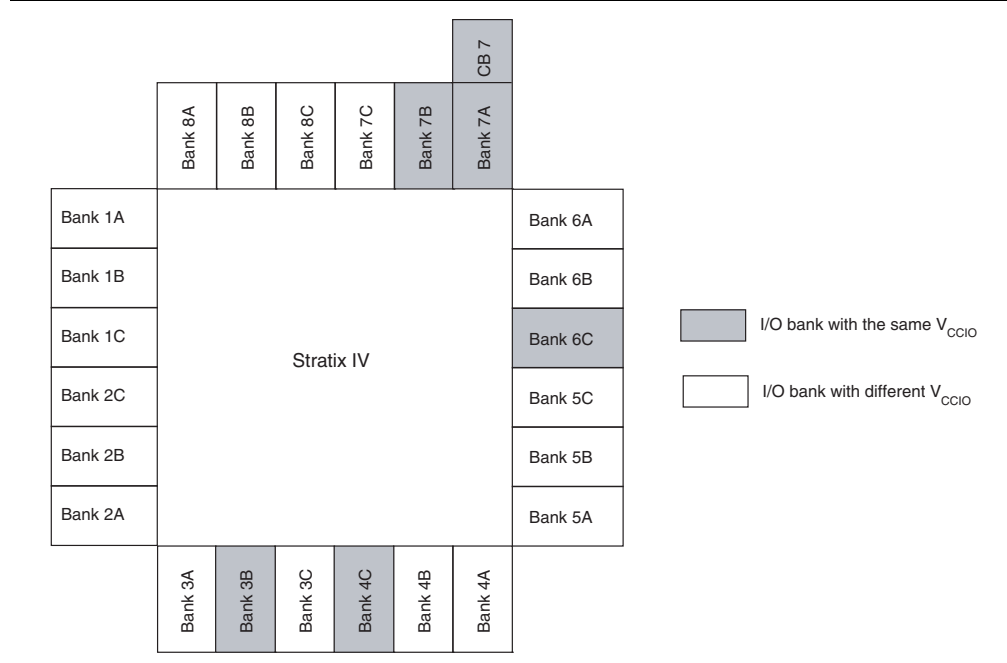 CB 7
Bank 8A
Bank 8B
Bank 8C
Bank 7C
Bank 7B
Bank 7A
Bank 1A
Bank 1B
Bank 1C
Bank 2C
Bank 2B
Bank 2A
Stratix IV
Bank 6A
Bank 6B
Bank 6C
Bank 5C
Bank 5B
Bank 5A
Bank 3A
Bank 3B
Bank 3C
Bank 4C
Bank 4B
Bank 4A
I/O bank with the same VCCIO
I/O bank with different VCCIO